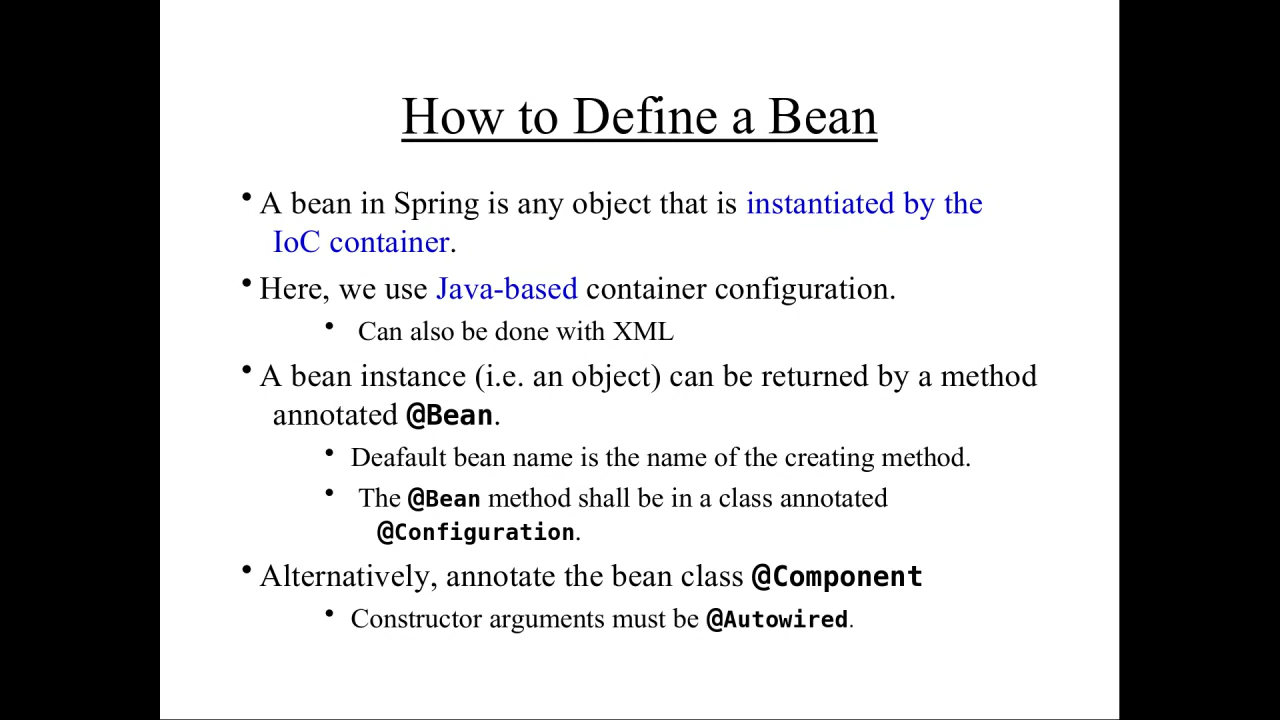 How to Define a Bean
• A bean in Spring is any object that is instantiated by the
IoC container.
• Here, we use Java-based container configuration.
• Can also be done with XML
• A bean instance (i.e. an object) can be returned by a method
annotated @Bean.
• Deafault bean name is the name of the creating method.
• The @Bean method shall be in a class annotated
@Configuration.
• Alternatively, annotate the bean class @Component
• Constructor arguments must be @Autowired.